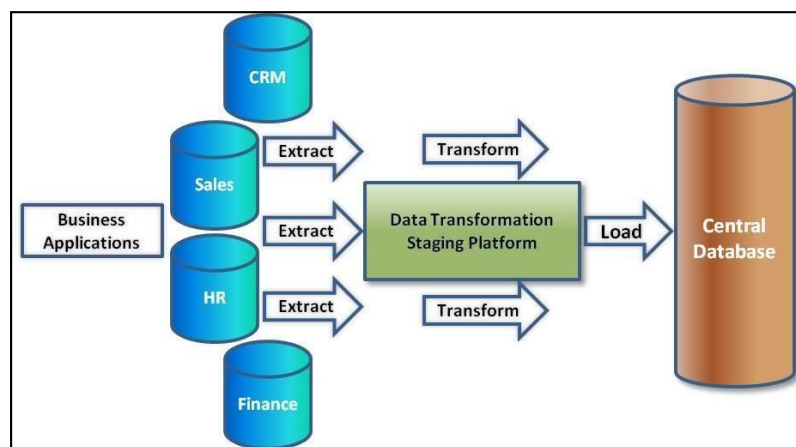 CRM
Sales
HR
Finance
Business
Applications
Extract
Extract
Extract
Transform
Data Transformation
Staging Platform
Transform
Load
Central
Database